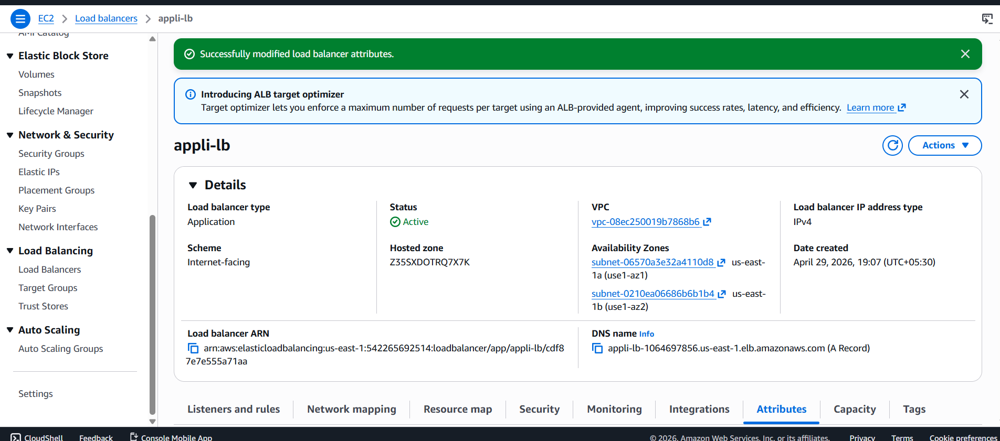 EC2 > Load balancers > appli-lb
AMI Catalog
Elastic Block Store
Volumes
Snapshots
Lifecycle Manager
Network & Security
Security Groups
Elastic IPs
Placement Groups
Key Pairs
Network Interfaces
Load Balancing
Load Balancers
Target Groups
Trust Stores
Auto Scaling
Auto Scaling Groups
Settings
Successfully modified load balancer attributes.
Introducing ALB target optimizer
Target optimizer lets you enforce a maximum number of requests per target using an ALB-provided agent, improving success rates, latency, and efficiency. Learn more
appli-lb
Actions
Details
Load balancer type
Application
Status
Active
VPC
vpc-08ec250019b7868b6
Load balancer IP address type
IPv4
Scheme
Internet-facing
Hosted zone
Z35SXDOTRQ7X7K
Availability Zones
subnet-06570a3e32a4110d8 us-east-
1a (use1-az1)
subnet-0210ea06686b6b1b4 us-east-
1b (use1-az2)
Date created
April 29, 2026, 19:07 (UTC+05:30)
Load balancer ARN
arn:aws:elasticloadbalancing:us-east-1:542265692514:loadbalancer/app/appli-lb/cdf8
7e7e555a71aa
DNS name Info
appli-lb-1064697856.us-east-1.elb.amazonaws.com (A Record)
Listeners and rules
Network mapping
Resource map
Security
Monitoring
Integrations
Attributes
Capacity
Tags
CloudShell
Feedback
Console Mobile App
© 2026, Amazon Web Services, Inc. or its affiliates.
Privacy
Terms
Cookie preferences